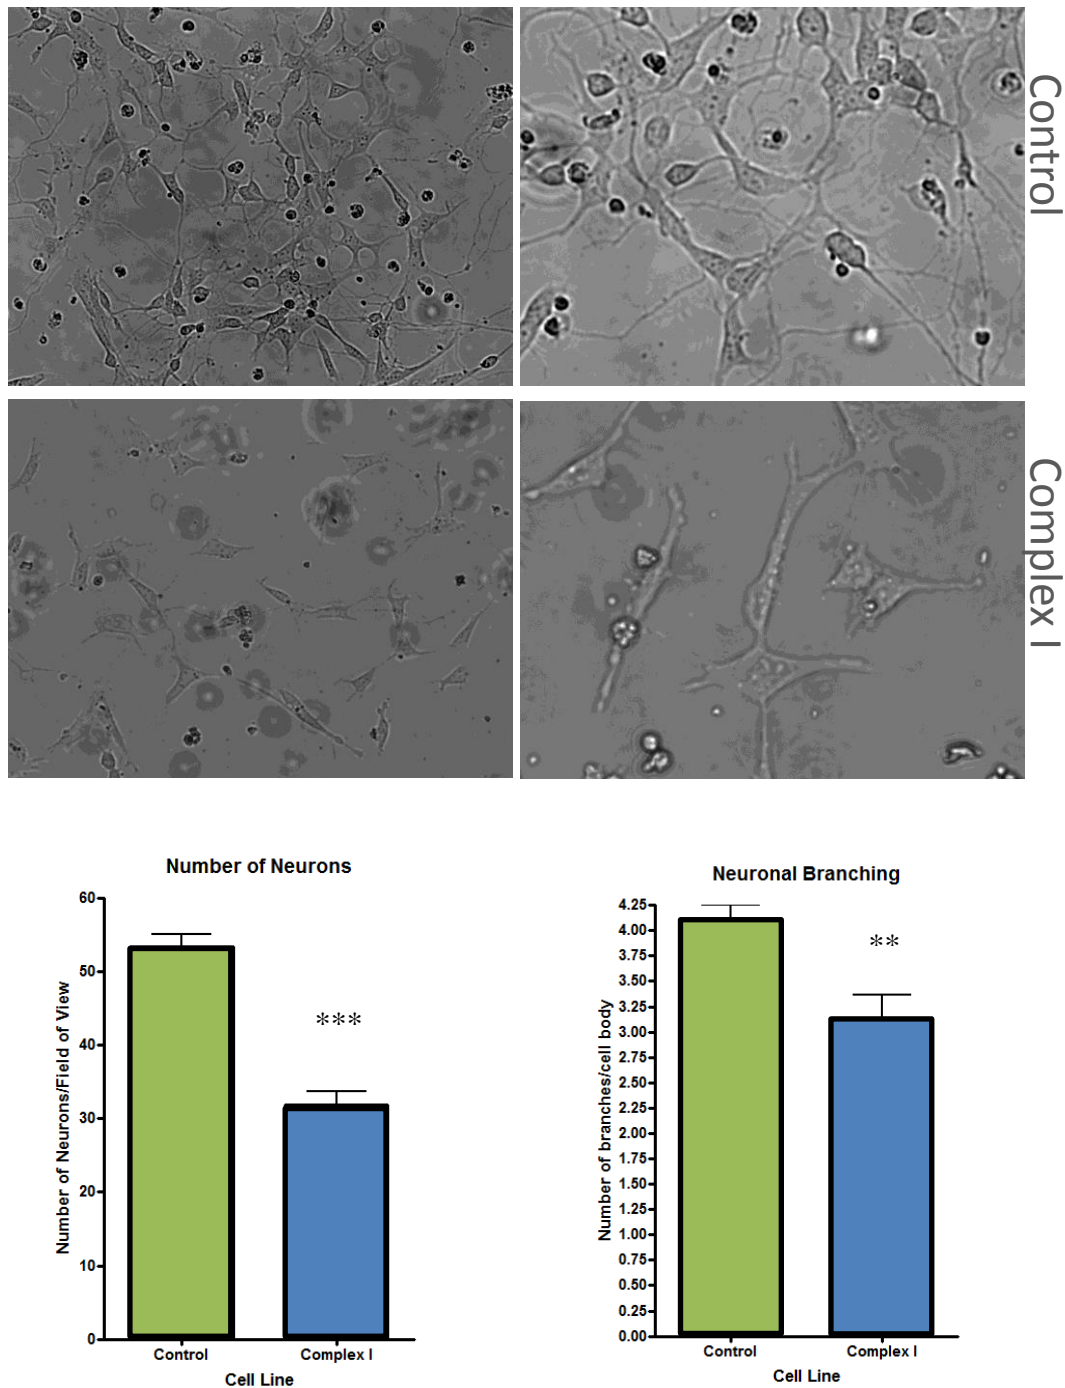 Control
Complex I
Number of Neurons
Number of Neurons/Field of View
60
50
40
30
20
10
0
***
Control
Complex I
Cell Line
Neuronal Branching
Number of branches/cell body
4.25
4.00
3.75
3.50
3.25
3.00
2.75
2.50
2.25
2.00
1.75
1.50
1.25
1.00
0.75
0.50
0.25
0.00
**
Control
Complex I
Cell Line